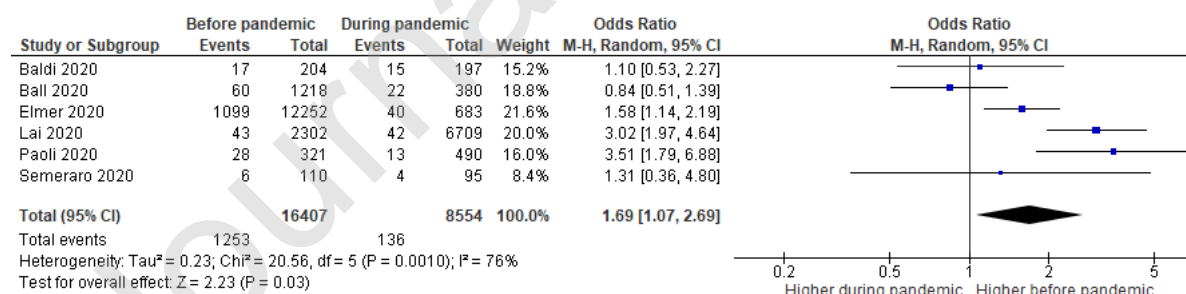 Before pandemic During pandemic Odds Ratio Odds Ratio
Study or Subgroup Events Total Events Total Weight M-H, Random, 95% CI M-H, Random, 95% CI
Baldi 2020 17 204 15 197 15.2% 1.10 [0.53, 2.27]
Ball 2020 60 1218 22 380 18.8% 0.84 [0.51, 1.39]
Elmer 2020 1099 12252 40 683 21.6% 1.58 [1.14, 2.19]
Lai 2020 43 2302 42 6709 20.0% 3.02 [1.97, 4.64]
Paoli 2020 28 321 13 490 16.0% 3.51 [1.79, 6.88]
Semeraro 2020 6 110 4 95 8.4% 1.31 [0.36, 4.80]
Total (95% CI) 16407 8554 100.0% 1.69 [1.07, 2.69]
Total events 1253 136
Heterogeneity: Tau² = 0.23; Chi² = 20.56, df = 5 (P = 0.0010); I² = 76%
Test for overall effect: Z = 2.23 (P = 0.03)
0.2 0.5 1 2 5
Higher during pandemic Higher before pandemic